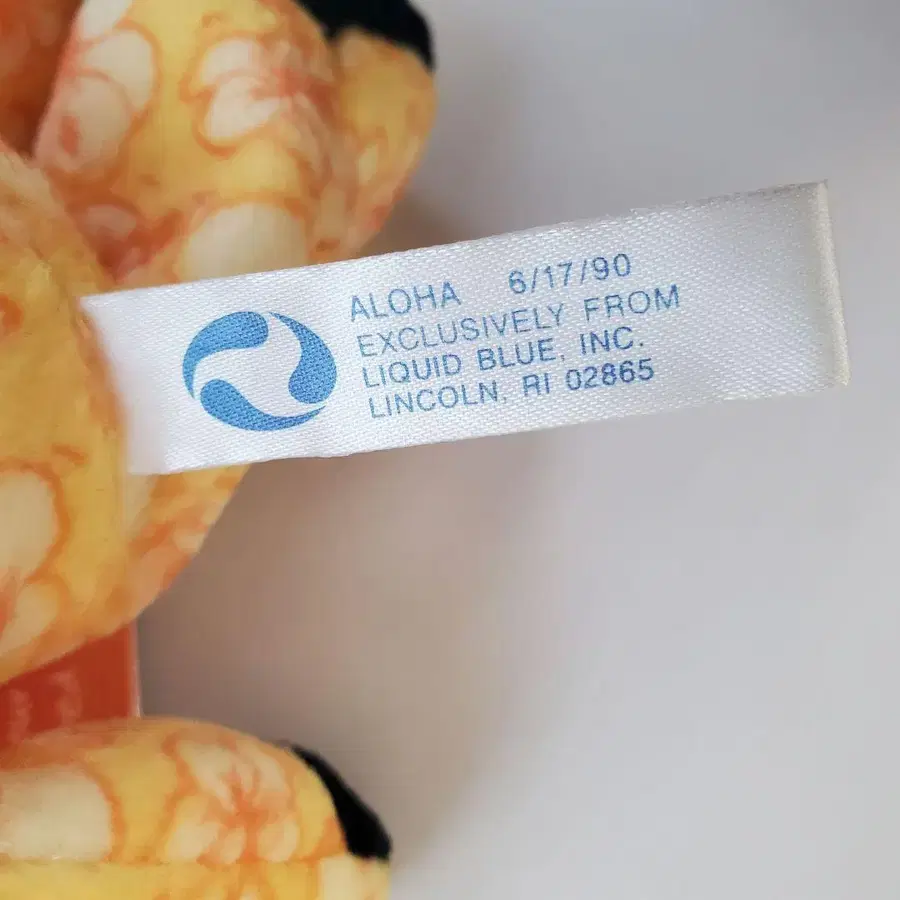 ALOHA 6/17/90
EXCLUSIVELY FROM
LIQUID BLUE, INC.
LINCOLN, RI 02865